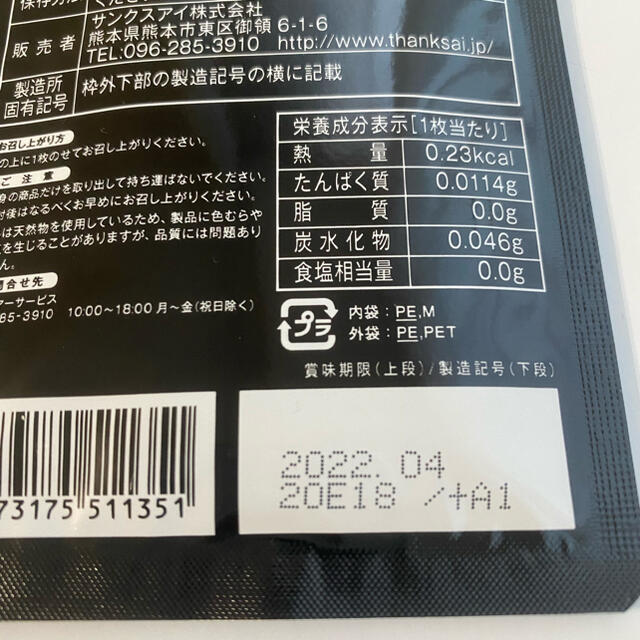 保存方法
サンクスアイ株式会社
販売者 熊本県熊本市東区御領6-1-6
TEL:096-285-3910 http://www.thanksai.jp/
製造所固有記号 枠外下部の製造記号の横に記載
お召し上がり方
の上に1枚のせてお召し上がりください。
ご注意
身の商品だけを取り出して持ち運ばないでください。
封後はなるべくお早めにお召し上がりください。
は天然物を使用しているため、製品に色むらや
を生じることがありますが、品質には問題あり
ん。
問合せ先
アーサービス
285-3910 10:00〜18:00 月〜金(祝日除く)
栄養成分表示[1枚当たり]
熱量 0.23kcal
たんぱく質 0.0114g
脂質 0.0g
炭水化物 0.046g
食塩相当量 0.0g
プラ
内袋:PE,M
外袋:PE,PET
賞味期限(上段)/製造記号(下段)
2022.04
20E18 /+A1
73175 511351